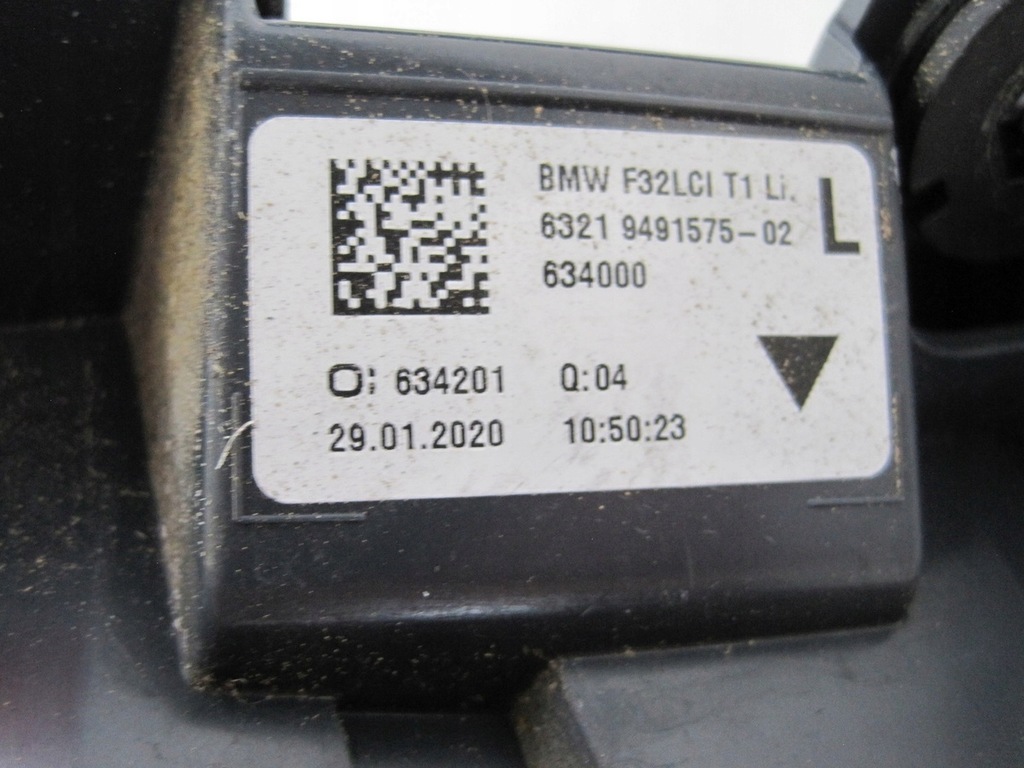 BMW F32LCI T1 Li.
L
6321 9491575-02
634000
O: 634201 Q:04
29.01.2020 10:50:23